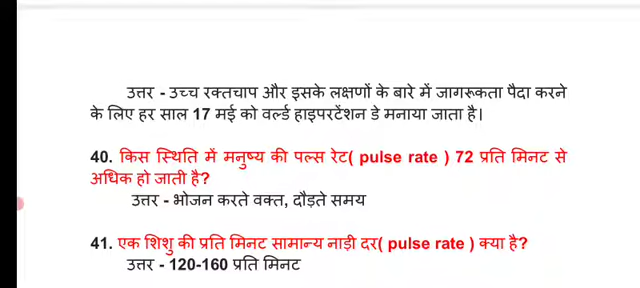 उत्तर - उच्च रक्तचाप और इसके लक्षणों के बारे में जागरूकता पैदा करने
के लिए हर साल 17 मई को वर्ल्ड हाइपरटेंशन डे मनाया जाता है।
40. किस स्थिति में मनुष्य की पल्स रेट( pulse rate ) 72 प्रति मिनट से
अधिक हो जाती है?
उत्तर - भोजन करते वक्त, दौड़ते समय
41. एक शिशु की प्रति मिनट सामान्य नाड़ी दर( pulse rate ) क्या है?
उत्तर - 120-160 प्रति मिनट